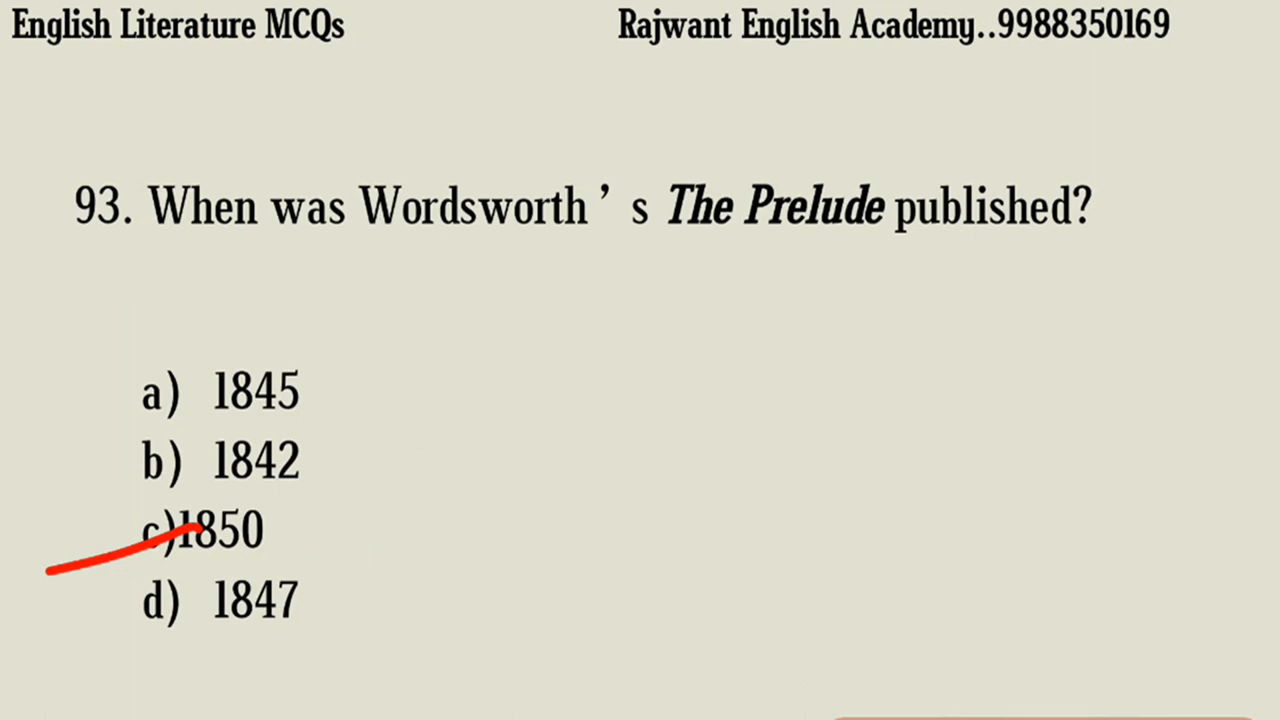 English Literature MCQs Rajwant English Academy..9988350169
93. When was Wordsworth ’ s The Prelude published?
a) 1845
b) 1842
c)1850
d) 1847